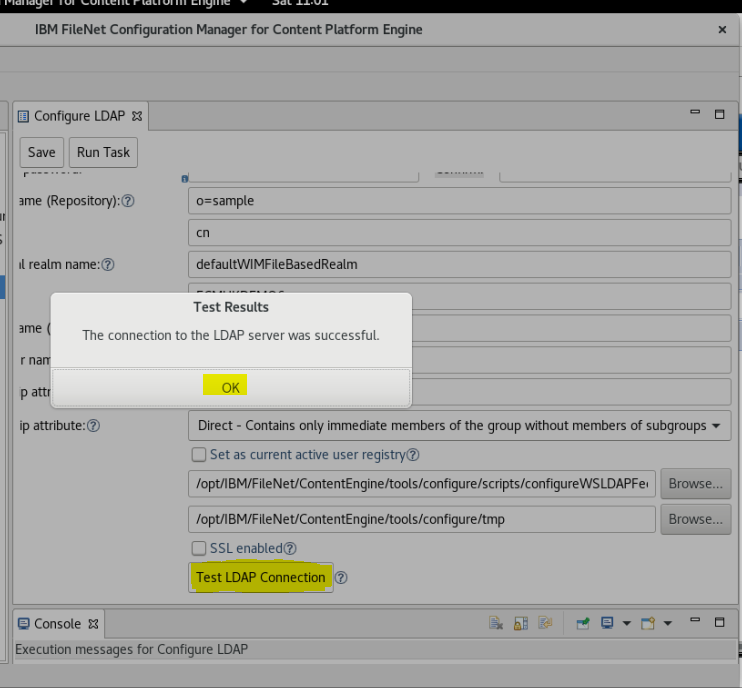 Manager for Content Platform Engine Sat 11:01
IBM FileNet Configuration Manager for Content Platform Engine
Configure LDAP
Save Run Task
ame (Repository): o=sample
cn
al realm name: defaultWIMFileBasedRealm
Test Results
The connection to the LDAP server was successful.
ame (
r nam
OK
ip attr
ip attribute: Direct - Contains only immediate members of the group without members of subgroups
Set as current active user registry
/opt/IBM/FileNet/ContentEngine/tools/configure/scripts/configureWSLDAPFe Browse...
/opt/IBM/FileNet/ContentEngine/tools/configure/tmp Browse...
SSL enabled
Test LDAP Connection
Console
Execution messages for Configure LDAP